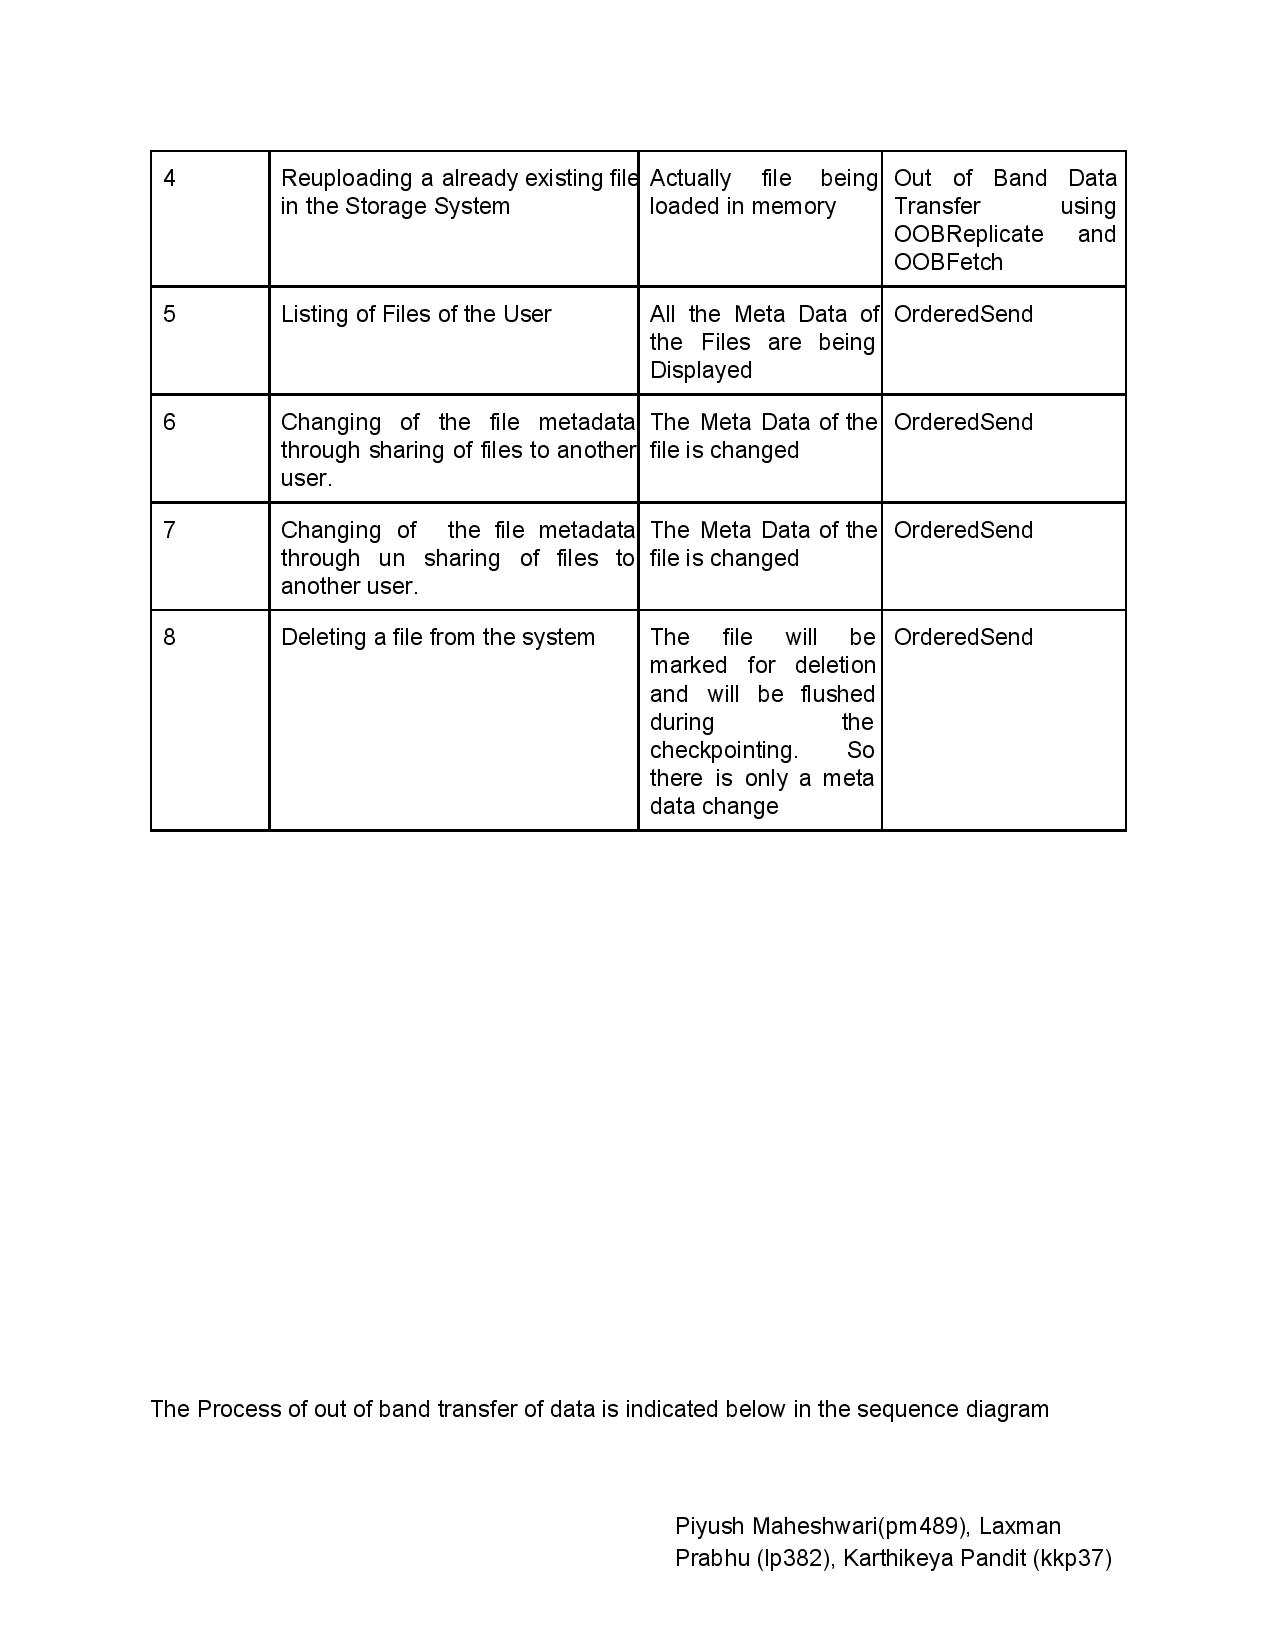 4
Reuploading a already existing file
in the Storage System
Actually file being
loaded in memory
Out of Band Data
Transfer using
OOBReplicate and
OOBFetch
5
Listing of Files of the User
All the Meta Data of
the Files are being
Displayed
OrderedSend
6
Changing of the file metadata
through sharing of files to another
user.
The Meta Data of the
file is changed
OrderedSend
7
Changing of the file metadata
through un sharing of files to
another user.
The Meta Data of the
file is changed
OrderedSend
8
Deleting a file from the system
The file will be
marked for deletion
and will be flushed
during the
checkpointing. So
there is only a meta
data change
OrderedSend
The Process of out of band transfer of data is indicated below in the sequence diagram
Piyush Maheshwari(pm489), Laxman
Prabhu (lp382), Karthikeya Pandit (kkp37)